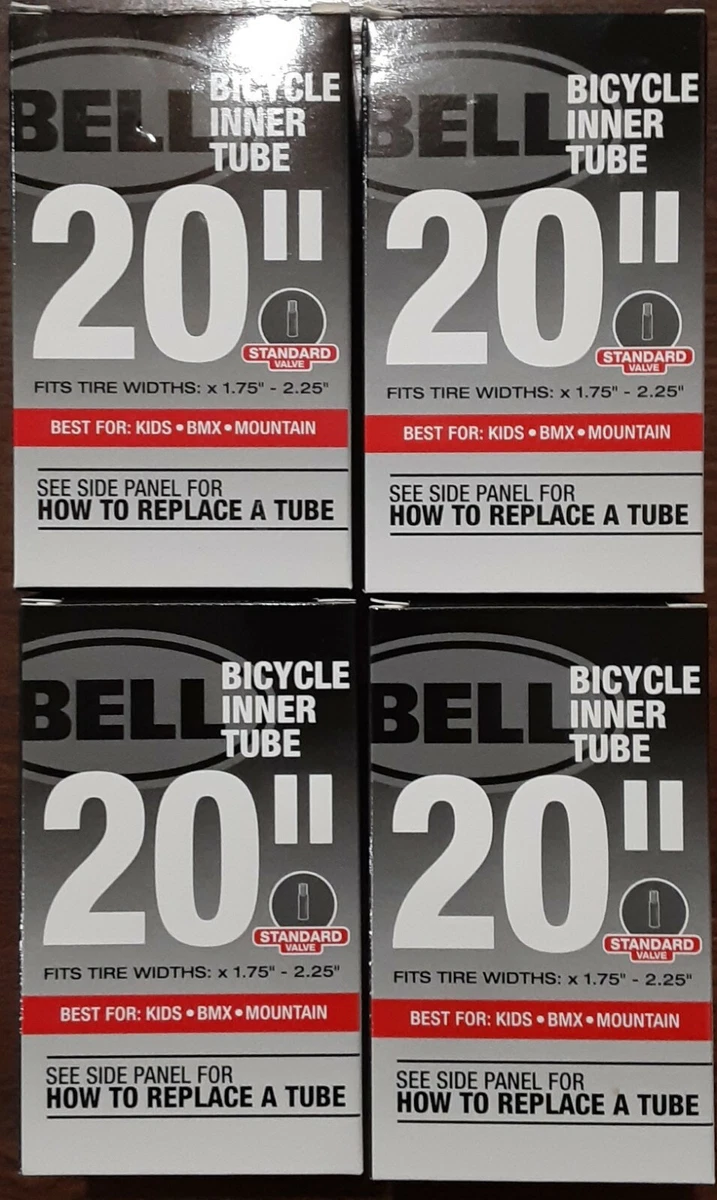 BELL
BICYCLE
INNER
TUBE
20"
STANDARD
VALVE
FITS TIRE WIDTHS: x 1.75" - 2.25"
BEST FOR: KIDS • BMX • MOUNTAIN
SEE SIDE PANEL FOR
HOW TO REPLACE A TUBE
BELL
BICYCLE
INNER
TUBE
20"
STANDARD
VALVE
FITS TIRE WIDTHS: x 1.75" - 2.25"
BEST FOR: KIDS • BMX • MOUNTAIN
SEE SIDE PANEL FOR
HOW TO REPLACE A TUBE
BELL
BICYCLE
INNER
TUBE
20"
STANDARD
VALVE
FITS TIRE WIDTHS: x 1.75" - 2.25"
BEST FOR: KIDS • BMX • MOUNTAIN
SEE SIDE PANEL FOR
HOW TO REPLACE A TUBE
BELL
BICYCLE
INNER
TUBE
20"
STANDARD
VALVE
FITS TIRE WIDTHS: x 1.75" - 2.25"
BEST FOR: KIDS • BMX • MOUNTAIN
SEE SIDE PANEL FOR
HOW TO REPLACE A TUBE